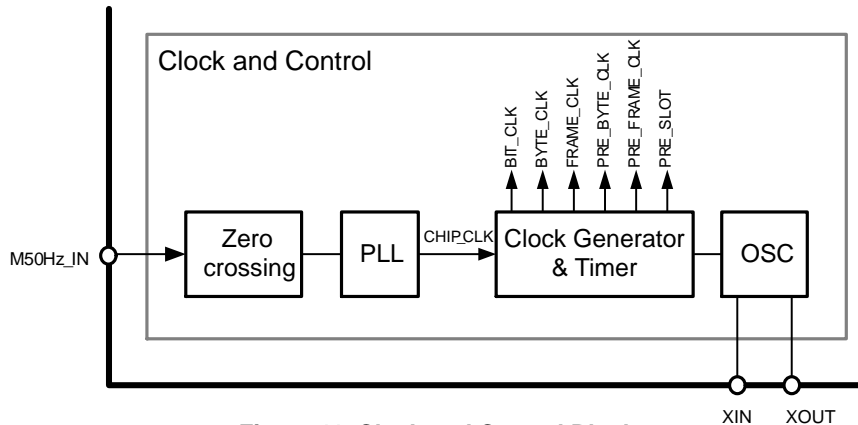 Clock and Control
BIT_CLK
BYTE_CLK
FRAME_CLK
PRE_BYTE_CLK
PRE_FRAME_CLK
PRE_SLOT
M50Hz_IN
Zero
crossing
PLL
CHIP_CLK
Clock Generator
& Timer
OSC
XIN
XOUT